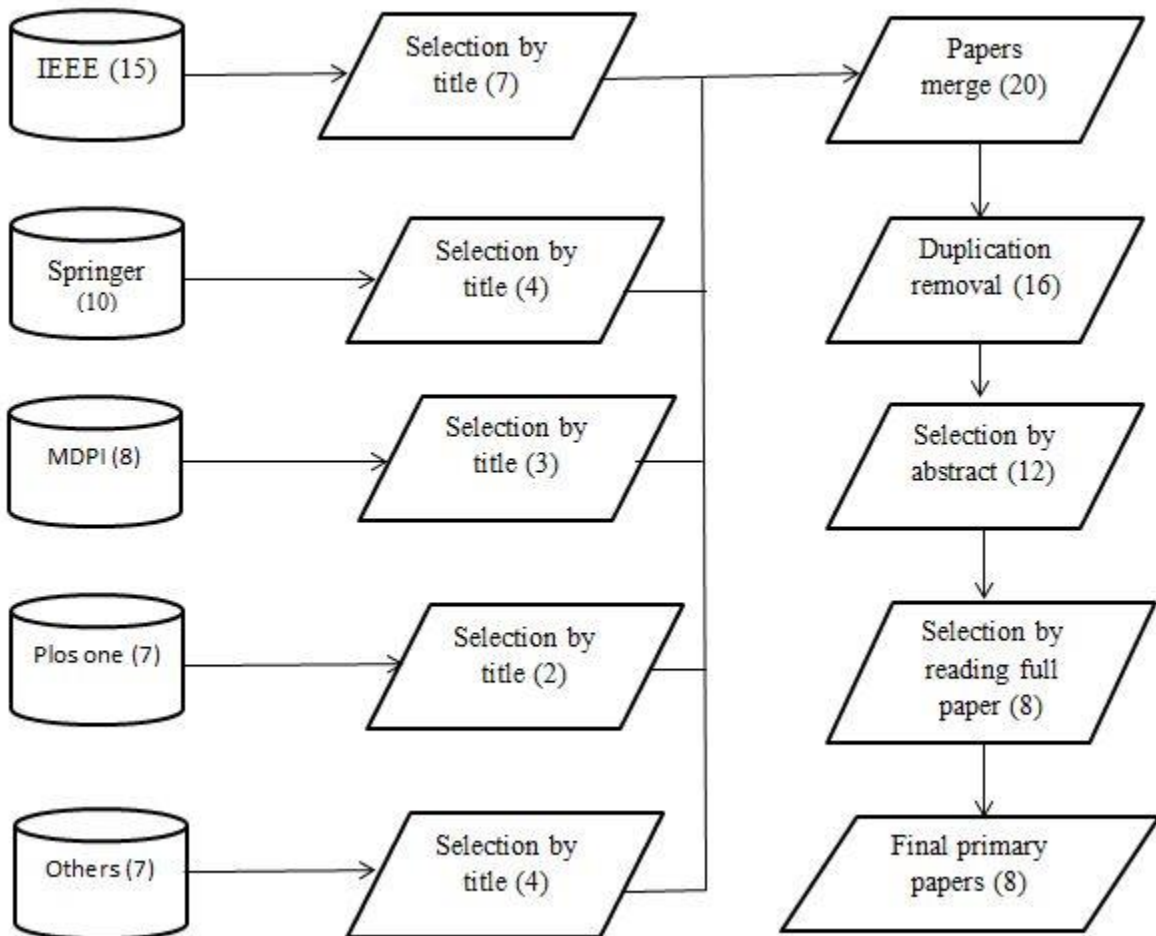 IEEE (15)
Selection by
title (7)
Papers
merge (20)
Springer
(10)
Selection by
title (4)
Duplication
removal (16)
MDPI (8)
Selection by
title (3)
Selection by
abstract (12)
Plos one (7)
Selection by
title (2)
Selection by
reading full
paper (8)
Others (7)
Selection by
title (4)
Final primary
papers (8)